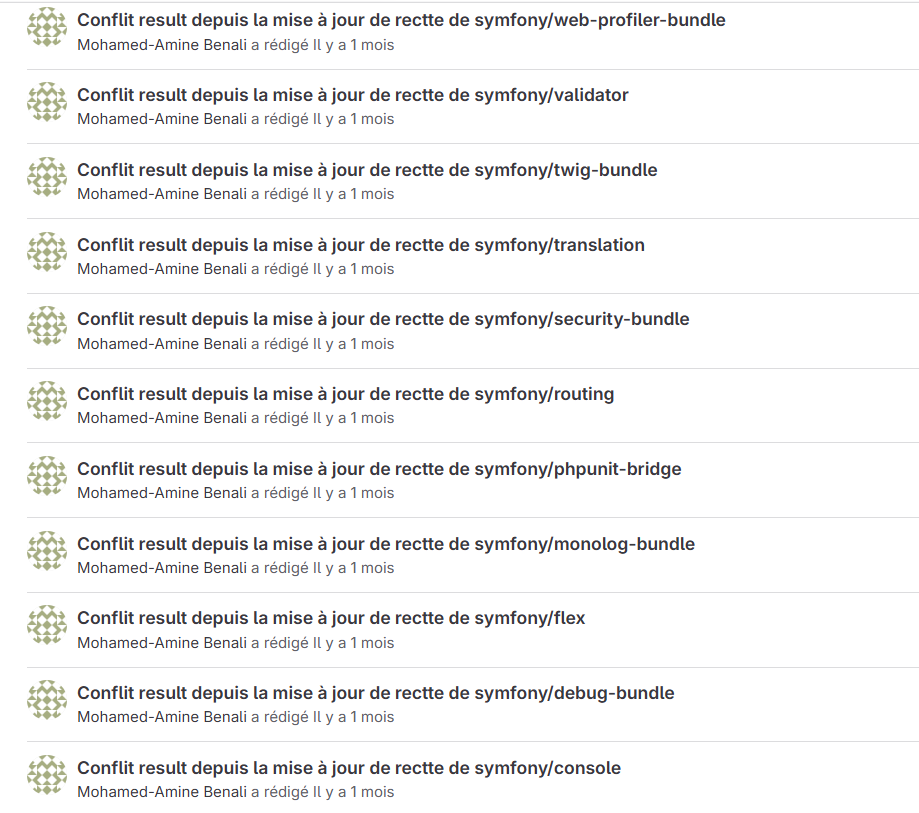 Conflit result depuis la mise à jour de rectte de symfony/web-profiler-bundle
Mohamed-Amine Benali a rédigé Il y a 1 mois
Conflit result depuis la mise à jour de rectte de symfony/validator
Mohamed-Amine Benali a rédigé Il y a 1 mois
Conflit result depuis la mise à jour de rectte de symfony/twig-bundle
Mohamed-Amine Benali a rédigé Il y a 1 mois
Conflit result depuis la mise à jour de rectte de symfony/translation
Mohamed-Amine Benali a rédigé Il y a 1 mois
Conflit result depuis la mise à jour de rectte de symfony/security-bundle
Mohamed-Amine Benali a rédigé Il y a 1 mois
Conflit result depuis la mise à jour de rectte de symfony/routing
Mohamed-Amine Benali a rédigé Il y a 1 mois
Conflit result depuis la mise à jour de rectte de symfony/phpunit-bridge
Mohamed-Amine Benali a rédigé Il y a 1 mois
Conflit result depuis la mise à jour de rectte de symfony/monolog-bundle
Mohamed-Amine Benali a rédigé Il y a 1 mois
Conflit result depuis la mise à jour de rectte de symfony/flex
Mohamed-Amine Benali a rédigé Il y a 1 mois
Conflit result depuis la mise à jour de rectte de symfony/debug-bundle
Mohamed-Amine Benali a rédigé Il y a 1 mois
Conflit result depuis la mise à jour de rectte de symfony/console
Mohamed-Amine Benali a rédigé Il y a 1 mois